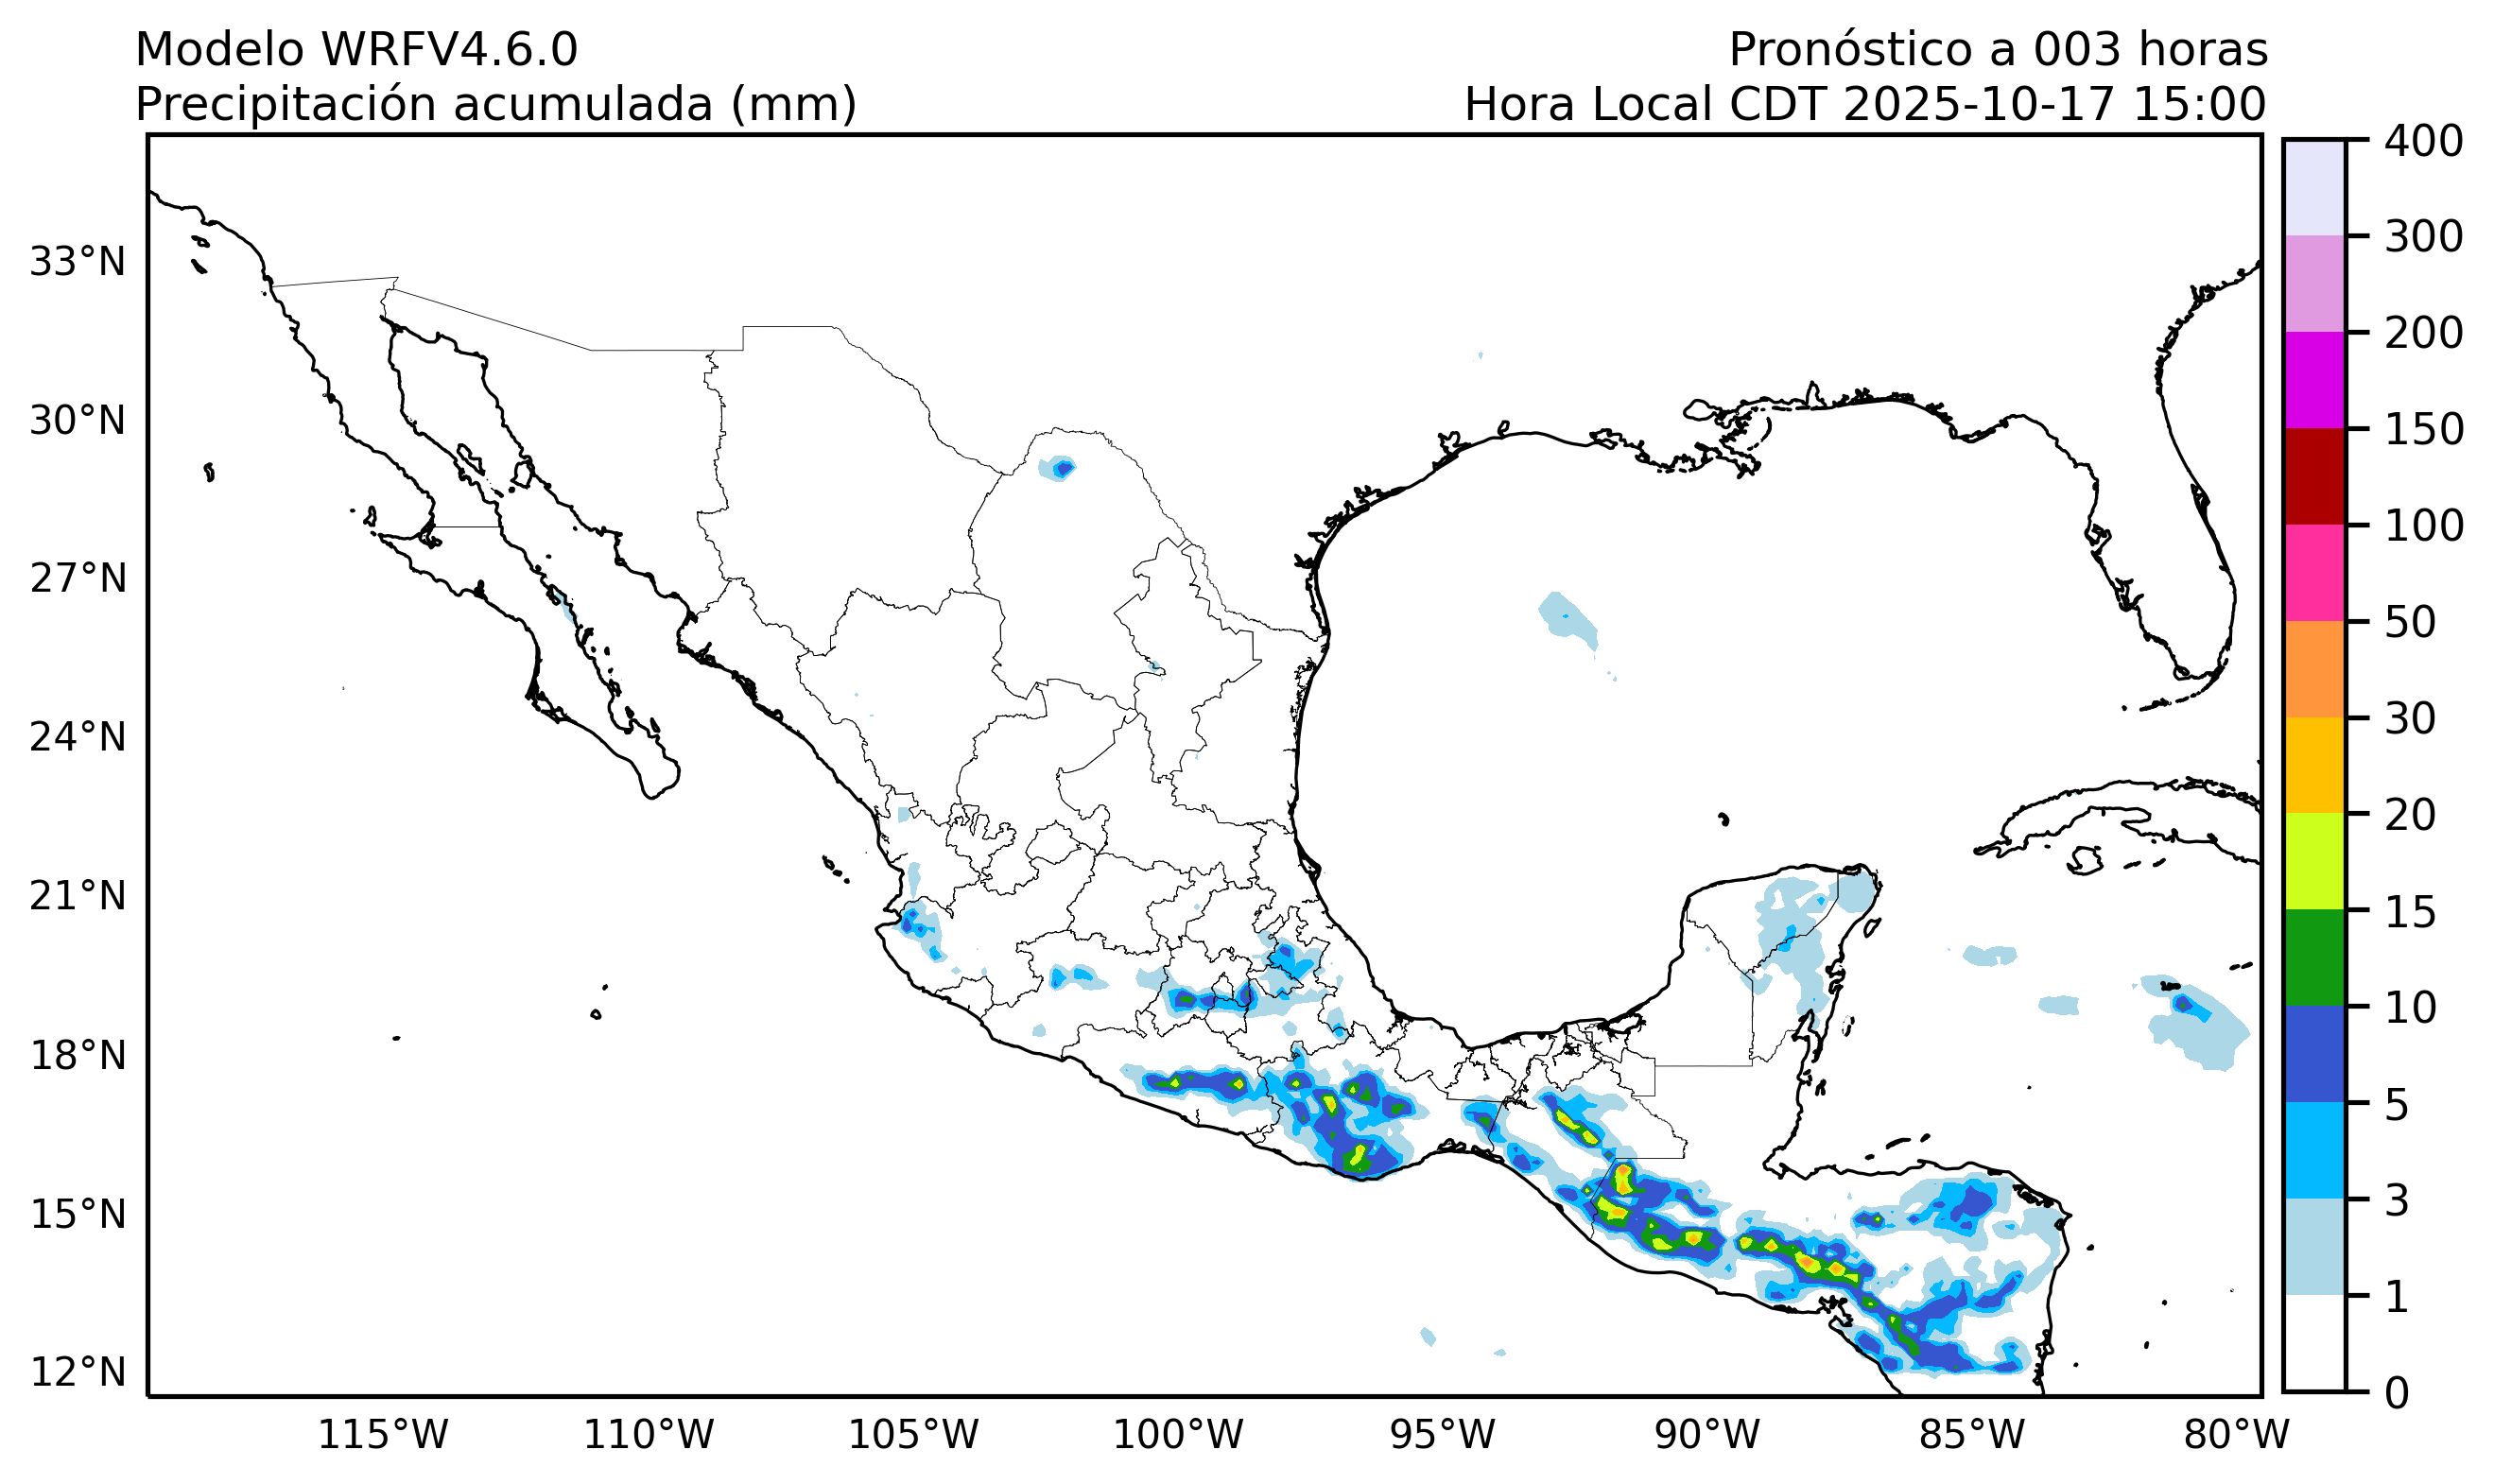 Modelo WRFV4.6.0
Pronóstico a 003 horas
Precipitación acumulada (mm)
Hora Local CDT 2025-10-17 15:00
33°N
30°N
27°N
24°N
21°N
18°N
15°N
12°N
115°W
110°W
105°W
100°W
95°W
90°W
85°W
80°W
400
300
200
150
100
50
30
20
15
10
5
3
1
0